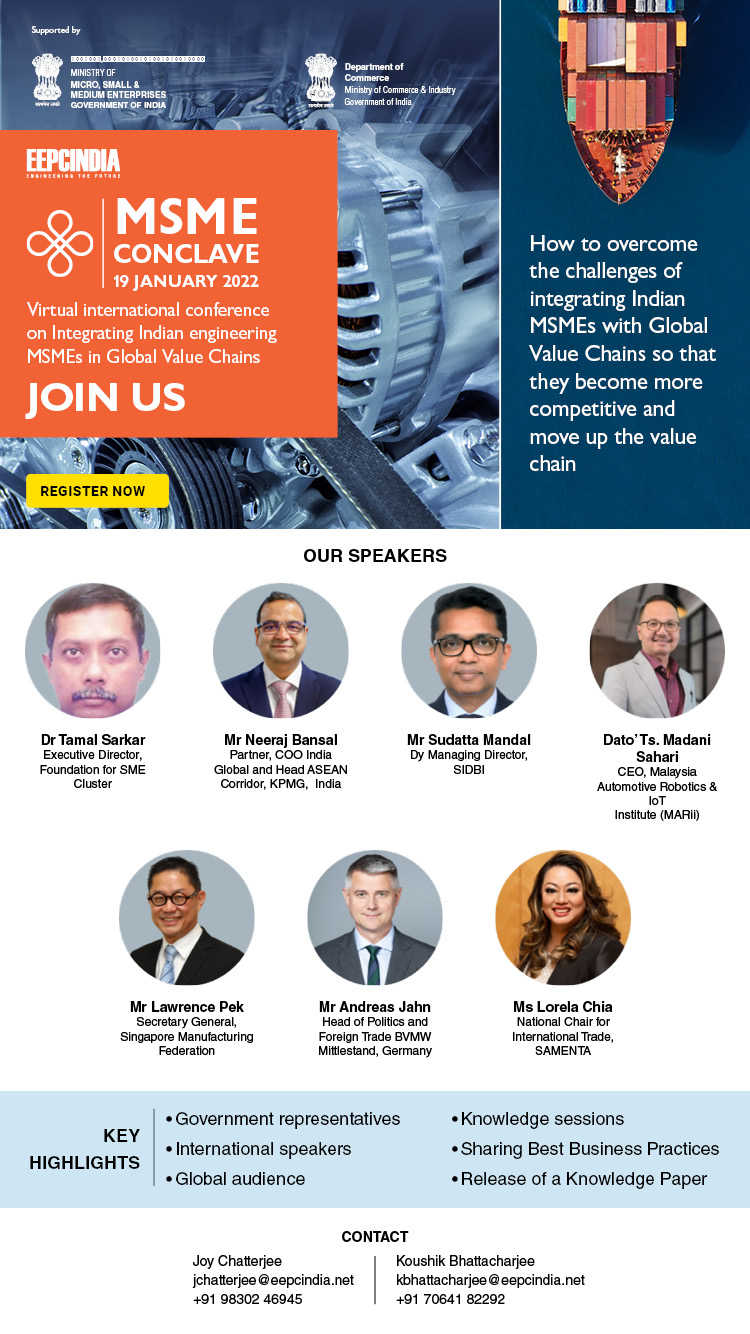 Supported by
MINISTRY OF
MICRO, SMALL &
MEDIUM ENTERPRISES
GOVERNMENT OF INDIA
सत्यमेव जयते
Department of
Commerce
Ministry of Commerce & Industry
Government of India
सत्यमेव जयते
EEPCINDIA
ENGINEERING THE FUTURE
MSME
CONCLAVE
19 JANUARY 2022
Virtual international conference
on Integrating Indian engineering
MSMEs in Global Value Chains
JOIN US
REGISTER NOW
How to overcome
the challenges of
integrating Indian
MSMEs with Global
Value Chains so that
they become more
competitive and
move up the value
chain
OUR SPEAKERS
Dr Tamal Sarkar
Executive Director,
Foundation for SME
Cluster
Mr Neeraj Bansal
Partner, COO India
Global and Head ASEAN
Corridor, KPMG, India
Mr Sudatta Mandal
Dy Managing Director,
SIDBI
Dato' Ts. Madani
Sahari
CEO, Malaysia
Automotive Robotics &
IoT
Institute (MARii)
Mr Lawrence Pek
Secretary General,
Singapore Manufacturing
Federation
Mr Andreas Jahn
Head of Politics and
Foreign Trade BVMW
Mittlestand, Germany
Ms Lorela Chia
National Chair for
International Trade,
SAMENTA
KEY
HIGHLIGHTS
• Government representatives
• International speakers
• Global audience
• Knowledge sessions
• Sharing Best Business Practices
• Release of a Knowledge Paper
CONTACT
Joy Chatterjee
jchatterjee@eepcindia.net
+91 98302 46945
Koushik Bhattacharjee
kbhattacharjee@eepcindia.net
+91 70641 82292